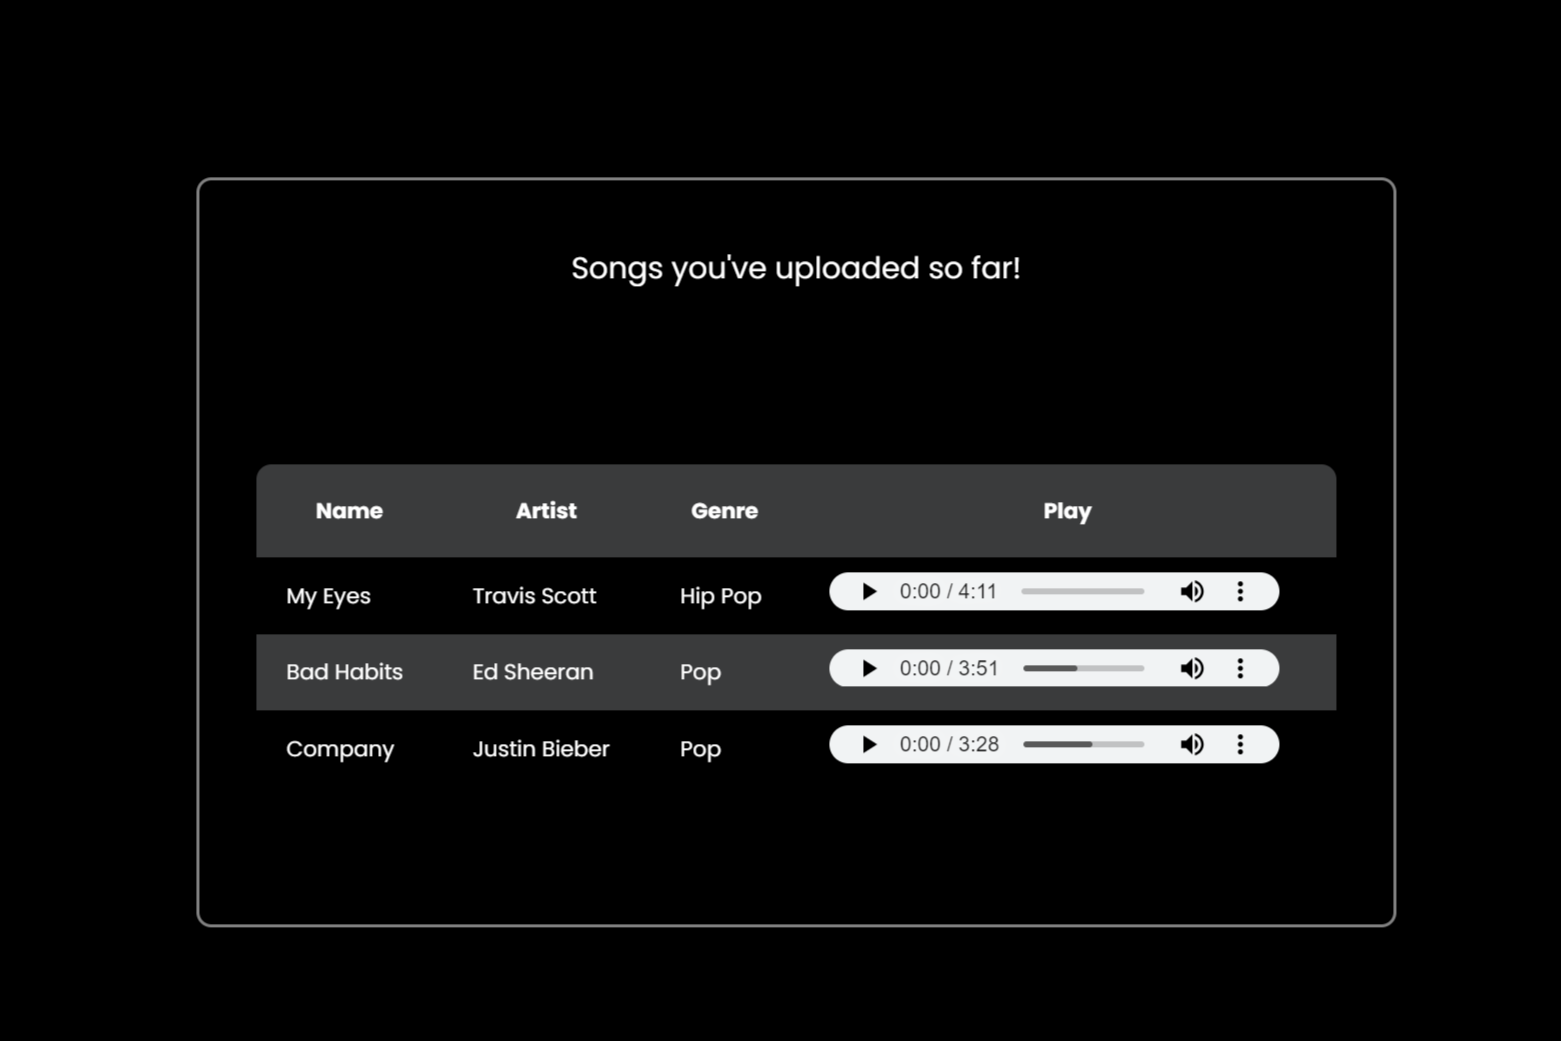 Songs you've uploaded so far!
Name Artist Genre Play
My Eyes Travis Scott Hip Pop 0:00 / 4:11
Bad Habits Ed Sheeran Pop 0:00 / 3:51
Company Justin Bieber Pop 0:00 / 3:28